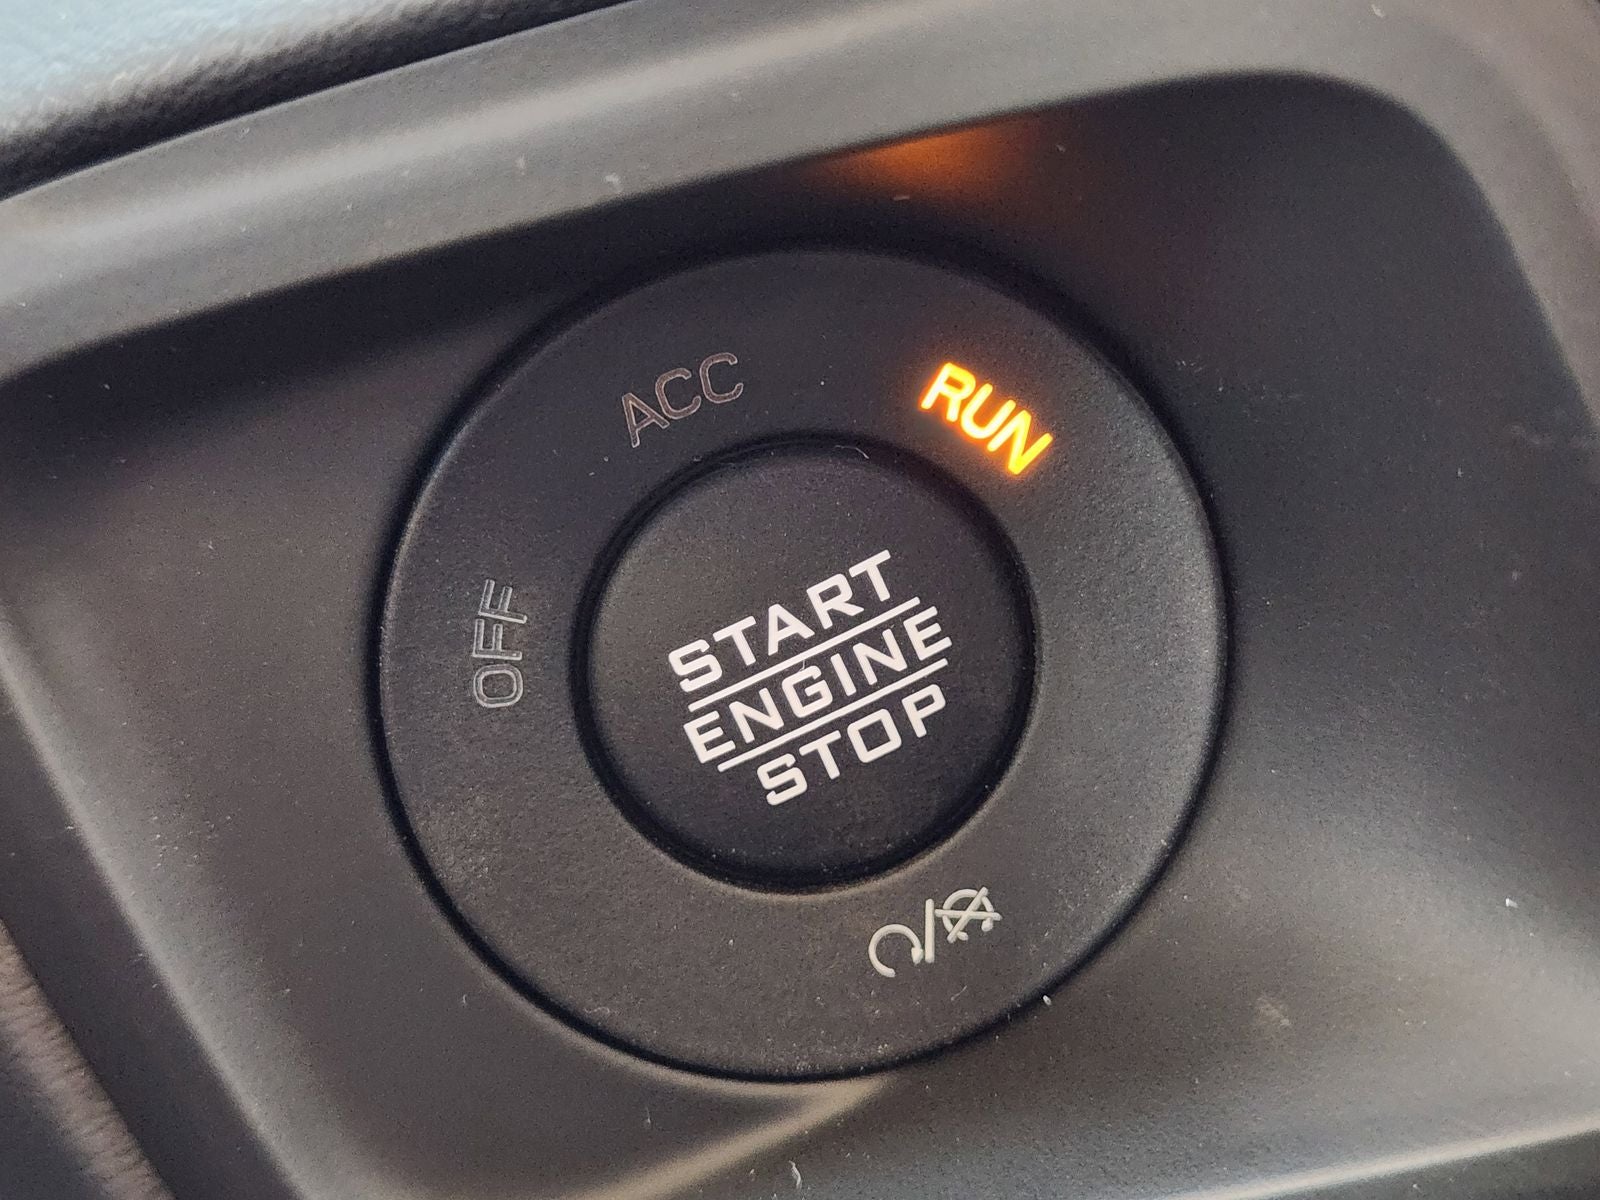 ACC
RUN
OFF
START
ENGINE
STOP